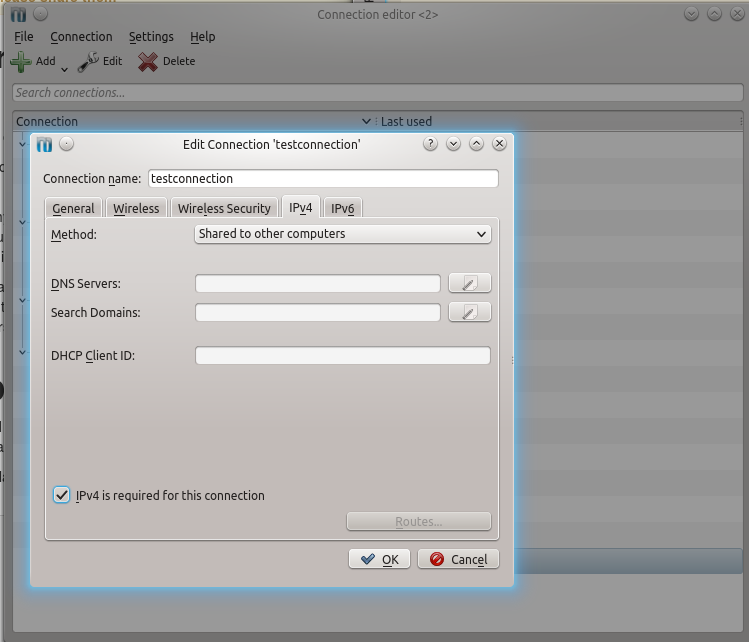 Connection editor <2>
File Connection Settings Help
Add Edit Delete
Search connections...
Connection Last used
Edit Connection 'testconnection'
Connection name: testconnection
General Wireless Wireless Security IPv4 IPv6
Method: Shared to other computers
DNS Servers:
Search Domains:
DHCP Client ID:
IPv4 is required for this connection
Routes...
OK Cancel